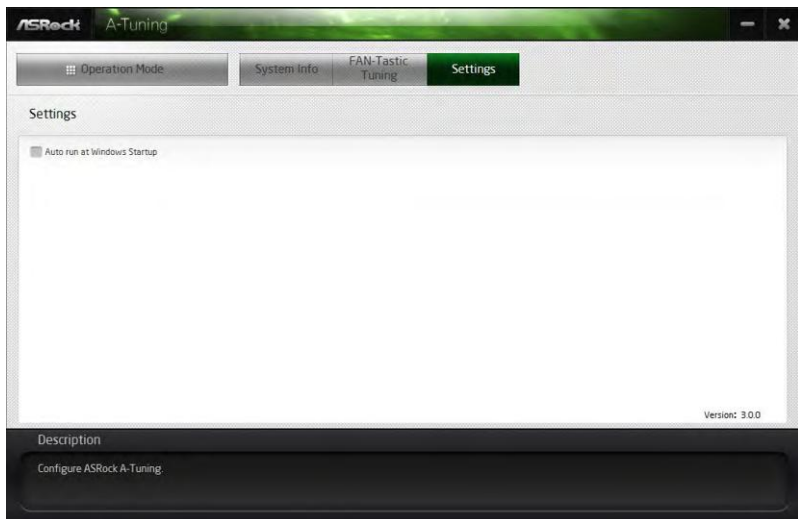 ASRock A-Tuning
Operation Mode
System Info
FAN-Tastic
Tuning
Settings
Settings
Auto run at Windows Startup
Version: 3.0.0
Description
Configure ASRock A-Tuning.